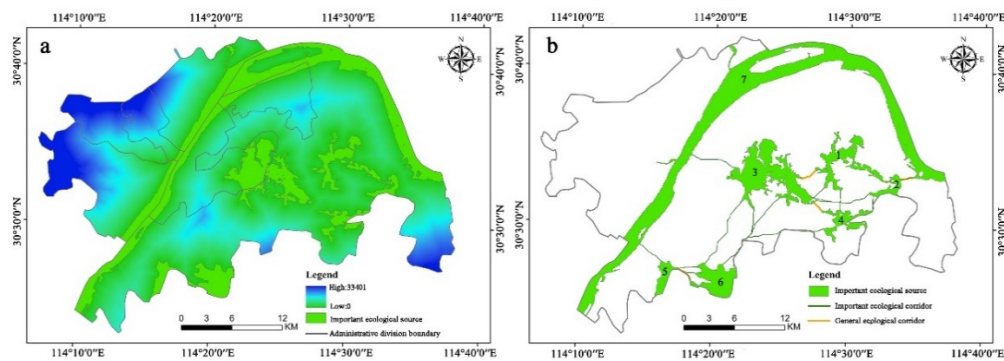 114°10'0"E 114°20'0"E 114°30'0"E 114°40'0"E
a
N
W E
S
30°40'0"N
30°30'0"N
Legend
High:33401
Low:0
Important ecological source
Administrative division boundary
0 3 6 12
KM
114°10'0"E 114°20'0"E 114°30'0"E 114°40'0"E
114°10'0"E 114°20'0"E 114°30'0"E 114°40'0"E
b
N
W E
S
30°40'0"N
30°30'0"N
7
1
3
2
4
5
6
Legend
Important ecological source
Important ecological corridor
General ecological corridor
0 3 6 12
KM
30°40'0"N
30°30'0"N
114°10'0"E 114°20'0"E 114°30'0"E 114°40'0"E